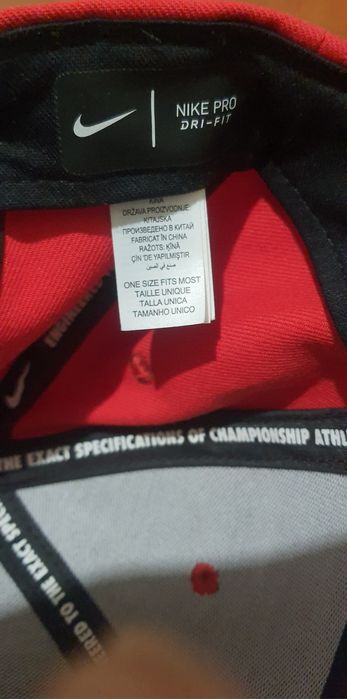 NIKE PRO
DRI-FIT
KINA
DRŽAVA PROIZVODNJE:
KITAJSKA
ПРОИЗВЕДЕНО В КИТАЙ
FABRICAT ÎN CHINA
RAŽOTS: ĶĪNĀ
ÇİN'DE YAPILMIŞTIR
صنع في الصين
ONE SIZE FITS MOST
TAILLE UNIQUE
TALLA UNICA
TAMANHO UNICO
THE EXACT SPECIFICATIONS OF CHAMPIONSHIP ATHL
ERED TO THE EXACT SPEC